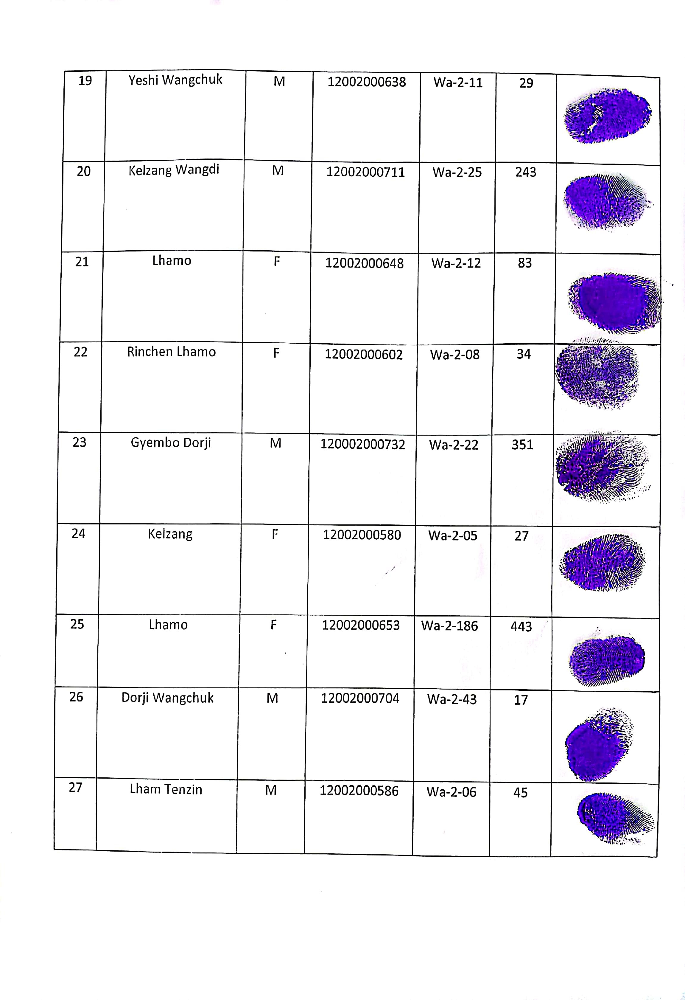 19 Yeshi Wangchuk M 12002000638 Wa-2-11 29
20 Kelzang Wangdi M 12002000711 Wa-2-25 243
21 Lhamo F 12002000648 Wa-2-12 83
22 Rinchen Lhamo F 12002000602 Wa-2-08 34
23 Gyembo Dorji M 120002000732 Wa-2-22 351
24 Kelzang F 12002000580 Wa-2-05 27
25 Lhamo F 12002000653 Wa-2-186 443
26 Dorji Wangchuk M 12002000704 Wa-2-43 17
27 Lham Tenzin M 12002000586 Wa-2-06 45